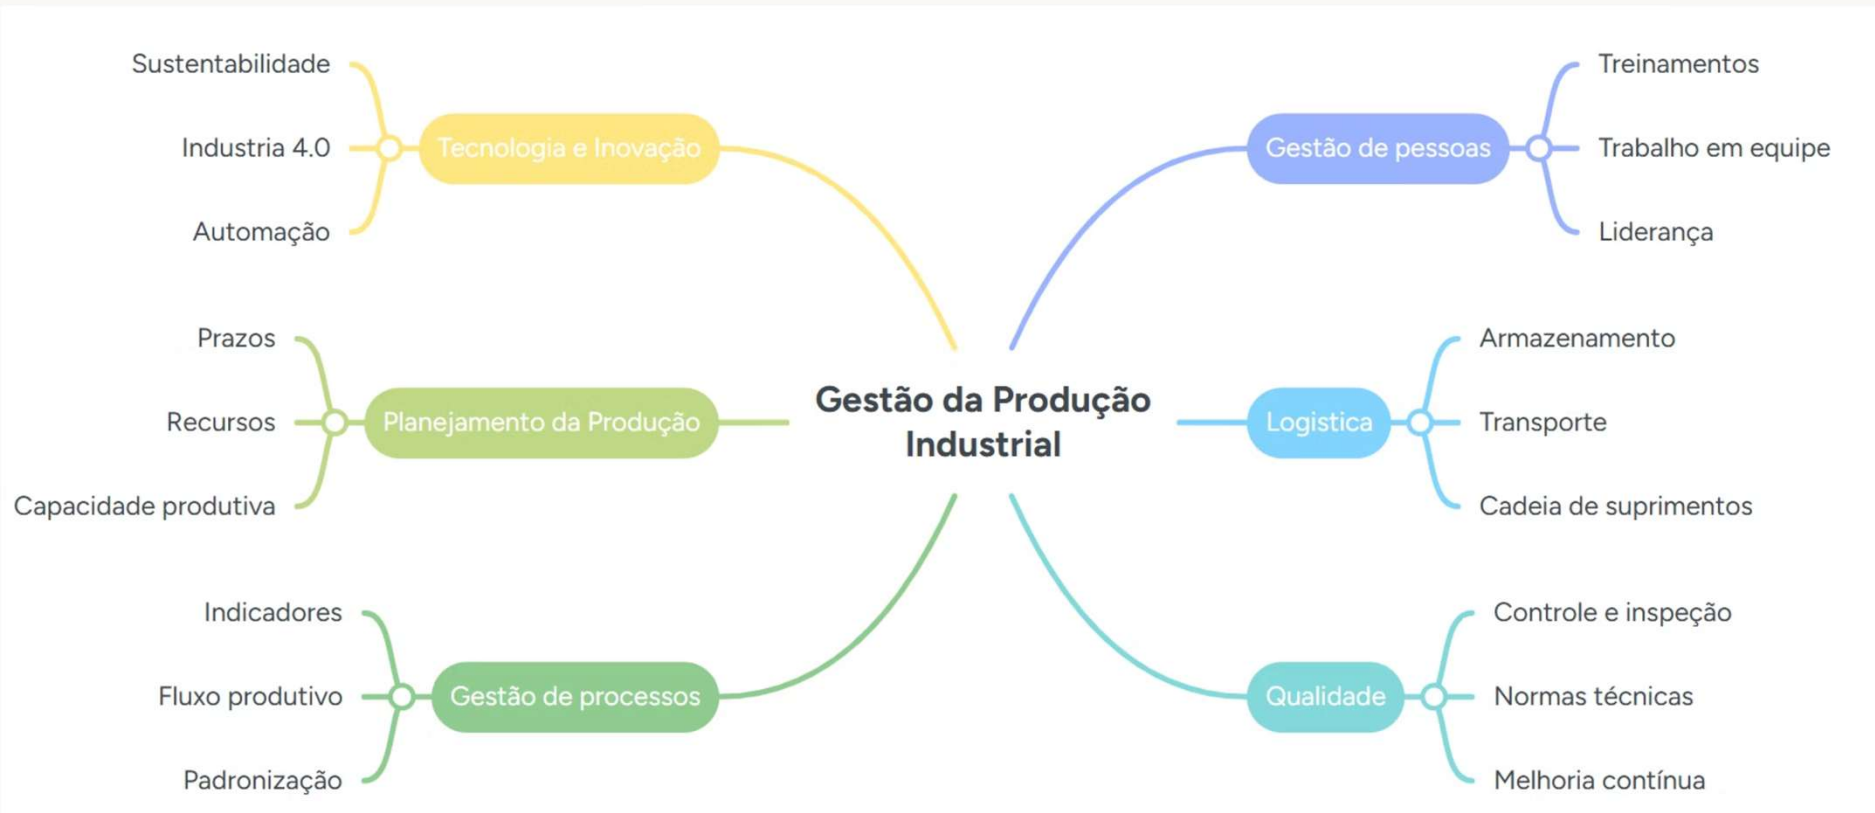 Sustentabilidade
Industria 4.0
Automação
Tecnologia e Inovação
Prazos
Recursos
Capacidade produtiva
Planejamento da Produção
Indicadores
Fluxo produtivo
Padronização
Gestão de processos
Gestão da Produção
Industrial
Gestão de pessoas
Treinamentos
Trabalho em equipe
Liderança
Logistica
Armazenamento
Transporte
Cadeia de suprimentos
Qualidade
Controle e inspeção
Normas técnicas
Melhoria contínua